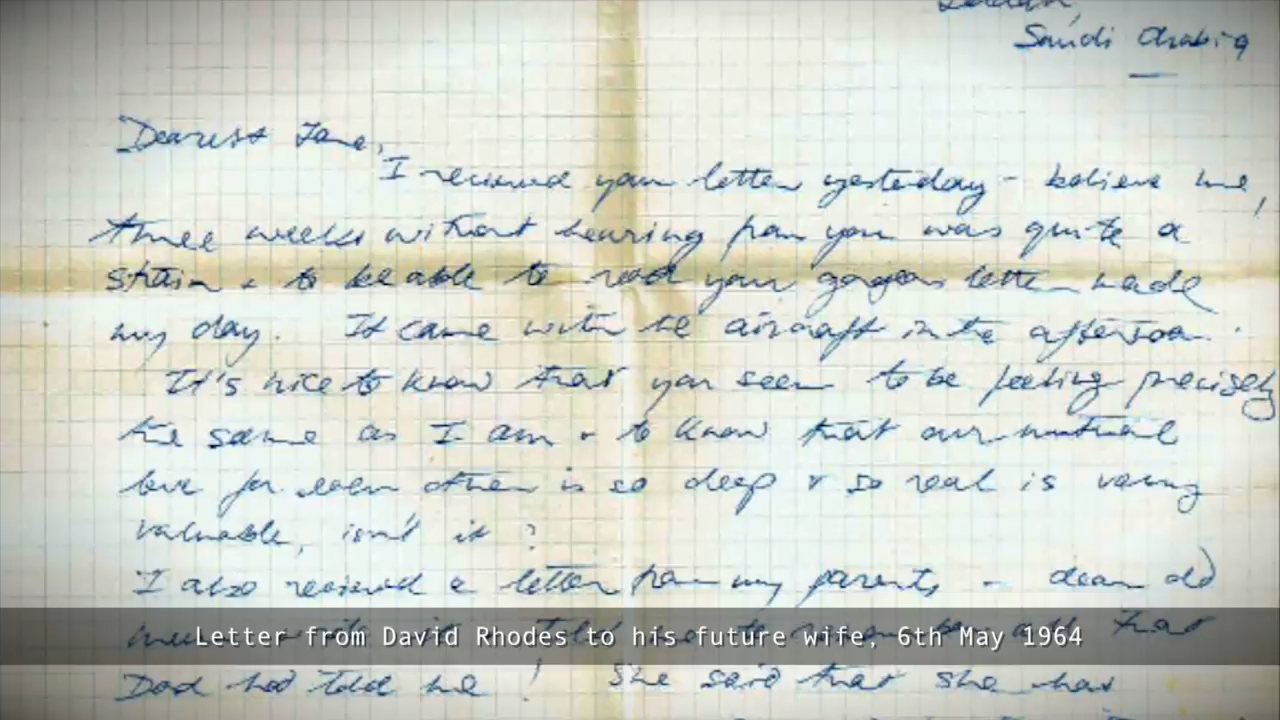 Saudi Arabia
Dearest Jane,
I received your letter yesterday - believe me,
three weeks without hearing from you was quite a
strain & to be able to read your gorgeous letter made
my day. It came with the aircraft in the afternoon.
It's nice to know that you seem to be feeling precisely
the same as I am & to know that our mutual
love for each other is so deep & so real is very
valuable, isn't it?
I also received a letter from my parents - dear old
Letter from David Rhodes to his future wife, 6th May 1964
that
Dad had told me! She said that she has